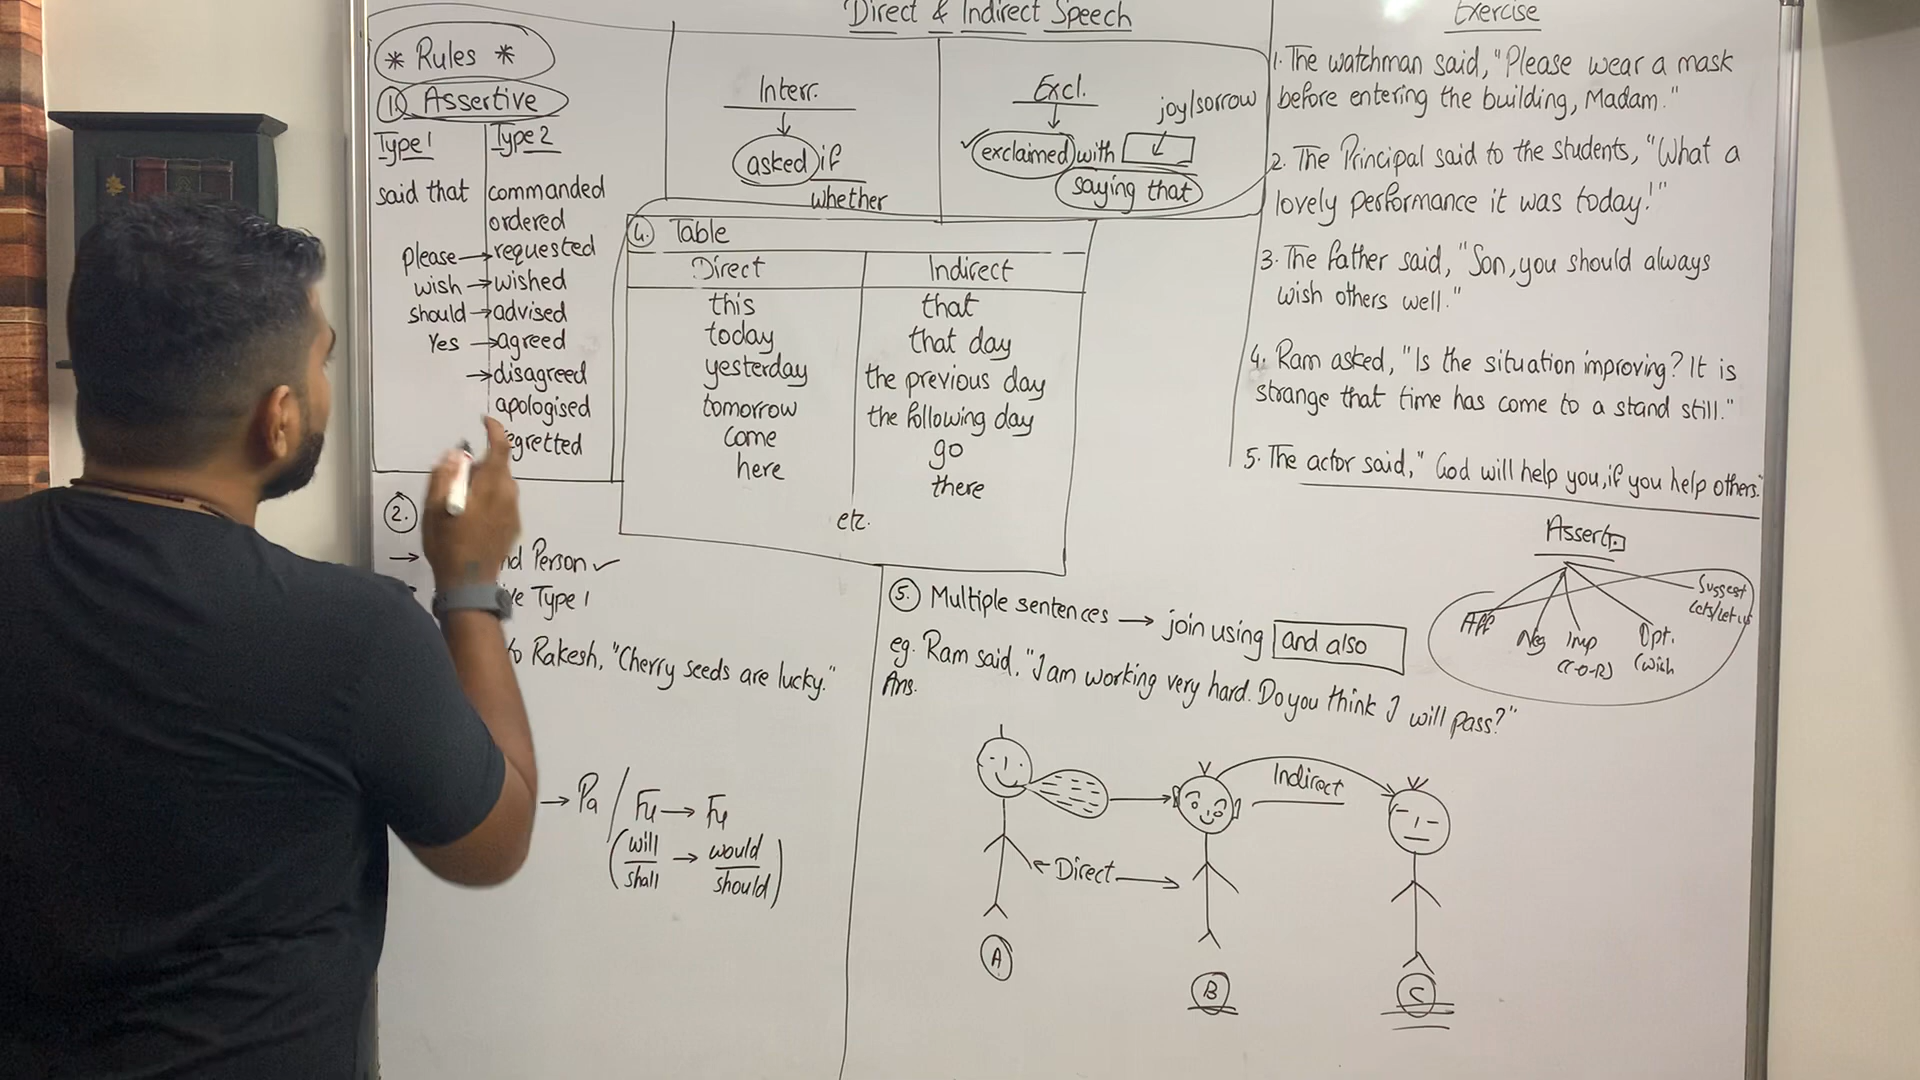 Direct & Indirect Speech
* Rules *
1 Assertive
Type 1
Type 2
said that
commanded
ordered
please → requested
wish → wished
should → advised
Yes → agreed
→ disagreed
apologised
egretted
Interr.
asked if
whether
Excl.
joy/sorrow
exclaimed with
saying that
4. Table
Direct Indirect
this that
today that day
yesterday the previous day
tomorrow the following day
come go
here there
etc.
Exercise
1. The watchman said, "Please wear a mask
before entering the building, Madam."
2. The Principal said to the students, "What a
lovely performance it was today!"
3. The father said, "Son, you should always
wish others well."
4. Ram asked, "Is the situation improving? It is
strange that time has come to a stand still."
5. The actor said, "God will help you, if you help others."
Assert
Aff
Neg
Imp
(C-O-R)
Opt.
(wish
Suggest
Lets/Let us
2.
→ nd Person ✓
ve Type 1
to Rakesh, "Cherry seeds are lucky."
→ Pa / Fu → Fu
(will → would
shall should)
5. Multiple sentences → join using and also
eg. Ram said, "I am working very hard. Do you think I will pass?"
Ans.
Indirect
← Direct →
A
B
C